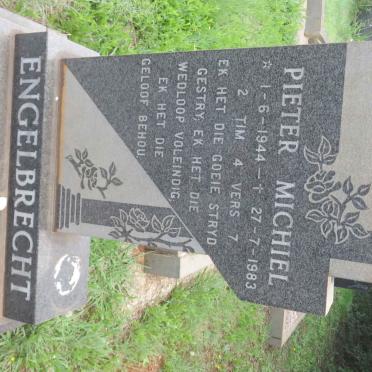 PIETER MICHIEL
☆ 1-6-1944 - ✝ 27-7-1983
2 TIM 4 VERS 7
EK HET DIE GOEIE STRYD
GESTRY, EK HET DIE
WEDLOOP VOLEINDIG,
EK HET DIE
GELOOF BEHOU.
ENGELBRECHT